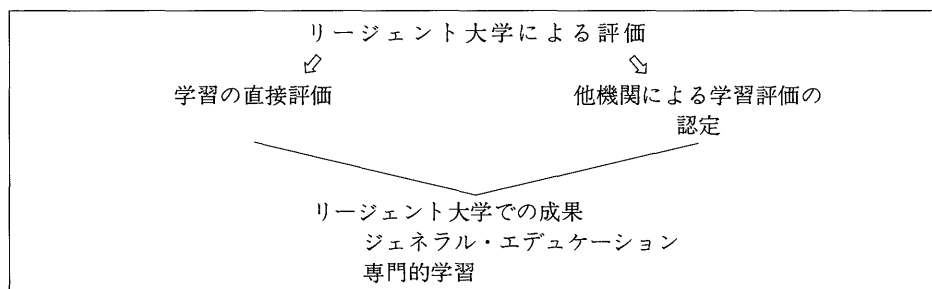 リージェント大学による評価
学習の直接評価
他機関による学習評価の
認定
リージェント大学での成果
ジェネラル・エデュケーション
専門的学習